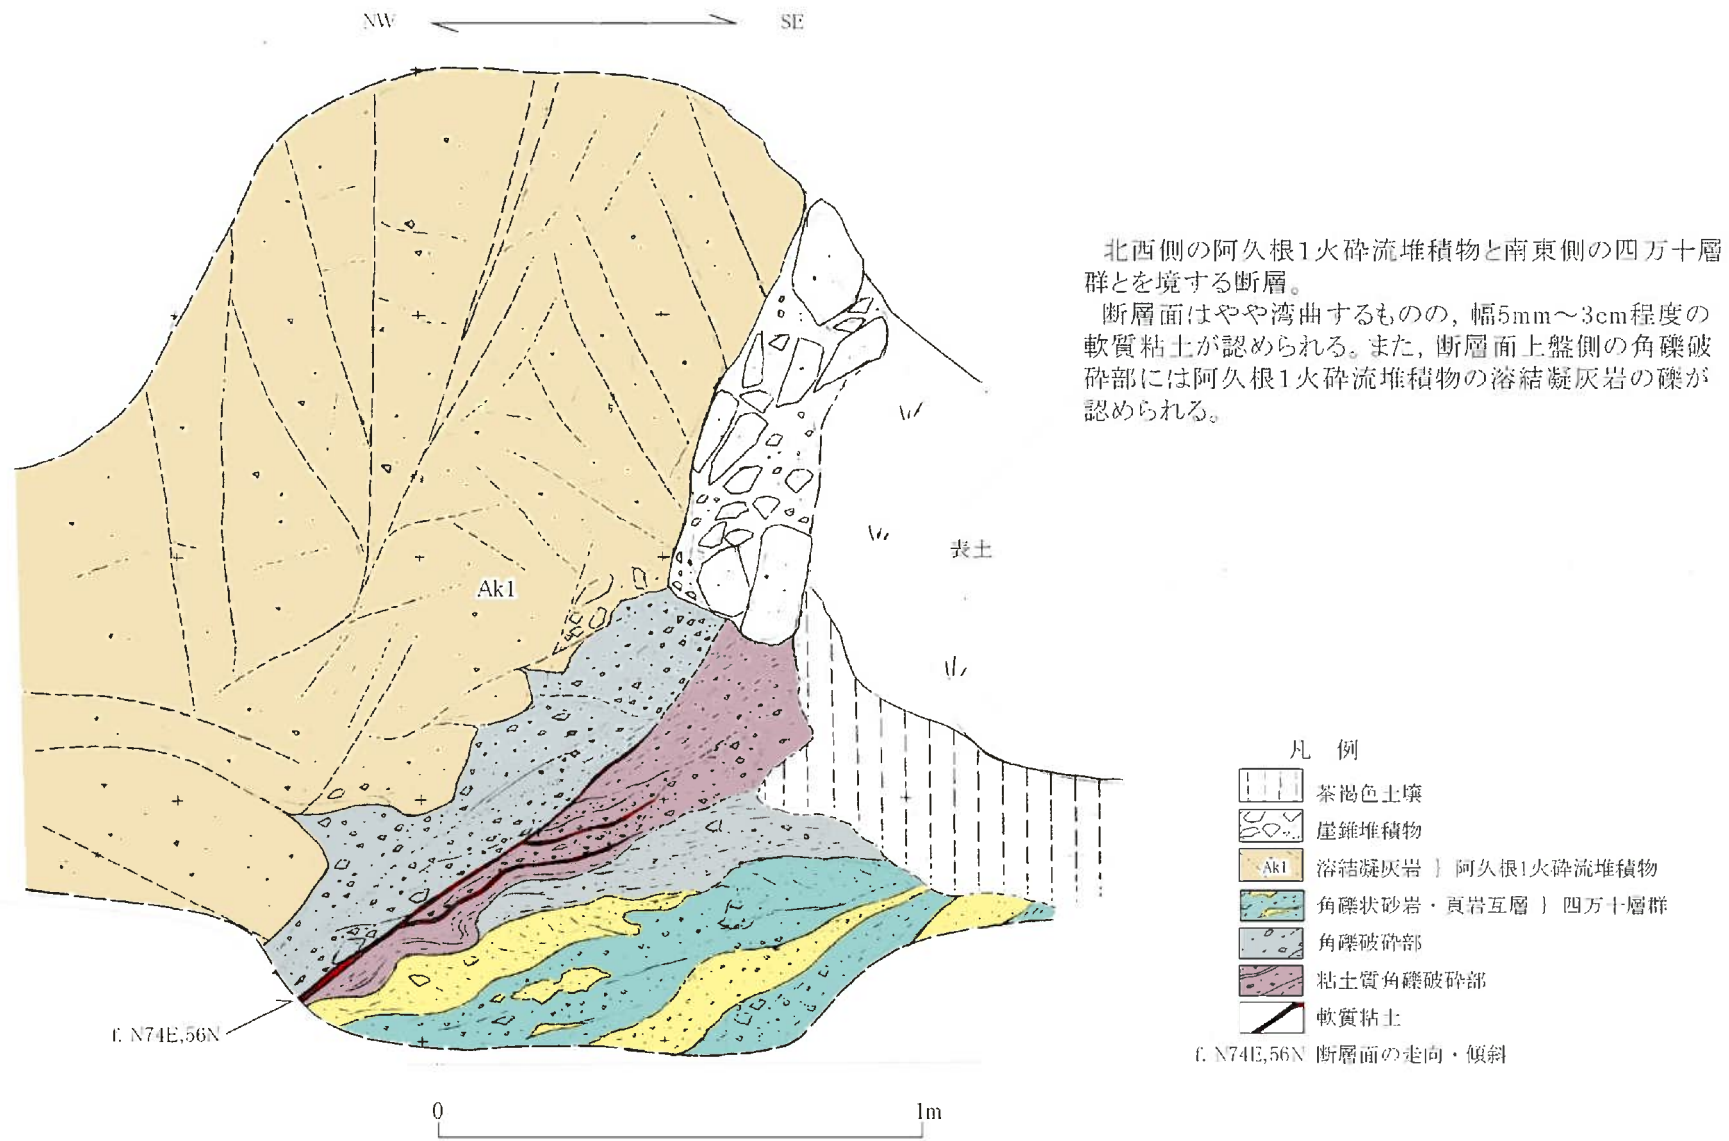 NW SE
北西側の阿久根1火砕流堆積物と南東側の四万十層
群とを境する断層。
断層面はやや湾曲するものの，幅5mm～3cm程度の
軟質粘土が認められる。また，断層面上盤側の角礫破
砕部には阿久根1火砕流堆積物の溶結凝灰岩の礫が
認められる。
表土
Ak1
凡 例
茶褐色土壌
崖錐堆積物
Ak1 溶結凝灰岩 } 阿久根1火砕流堆積物
角礫状砂岩・頁岩互層 } 四万十層群
角礫破砕部
粘土質角礫破砕部
軟質粘土
f. N74E,56N 断層面の走向・傾斜
f. N74E,56N
0 1m